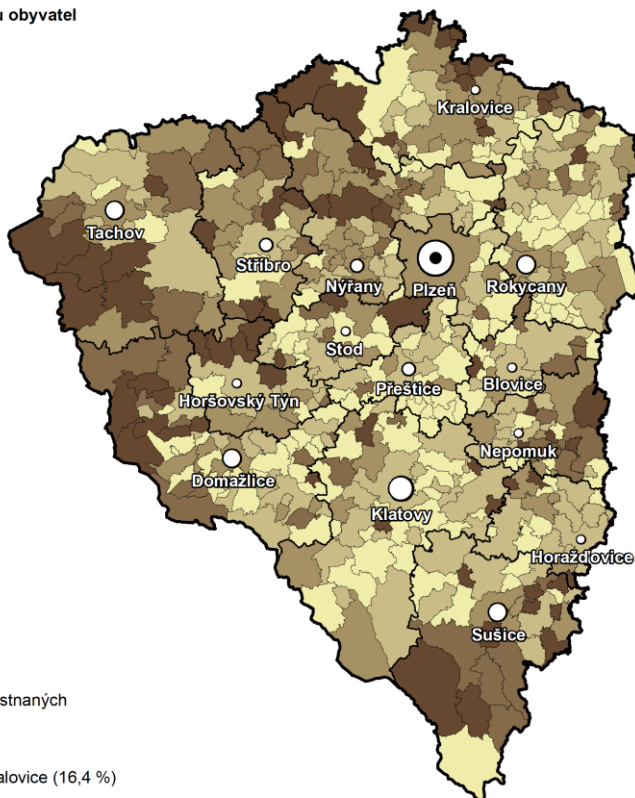 u obyvatel
Kralovice
Tachov
Stříbro
Nýřany
Plzeň
Rokycany
Stod
Přeštice
Blovice
Horšovský Týn
Nepomuk
Domažlice
Klatovy
Horažďovice
Sušice
stnaných
alovice (16,4 %)